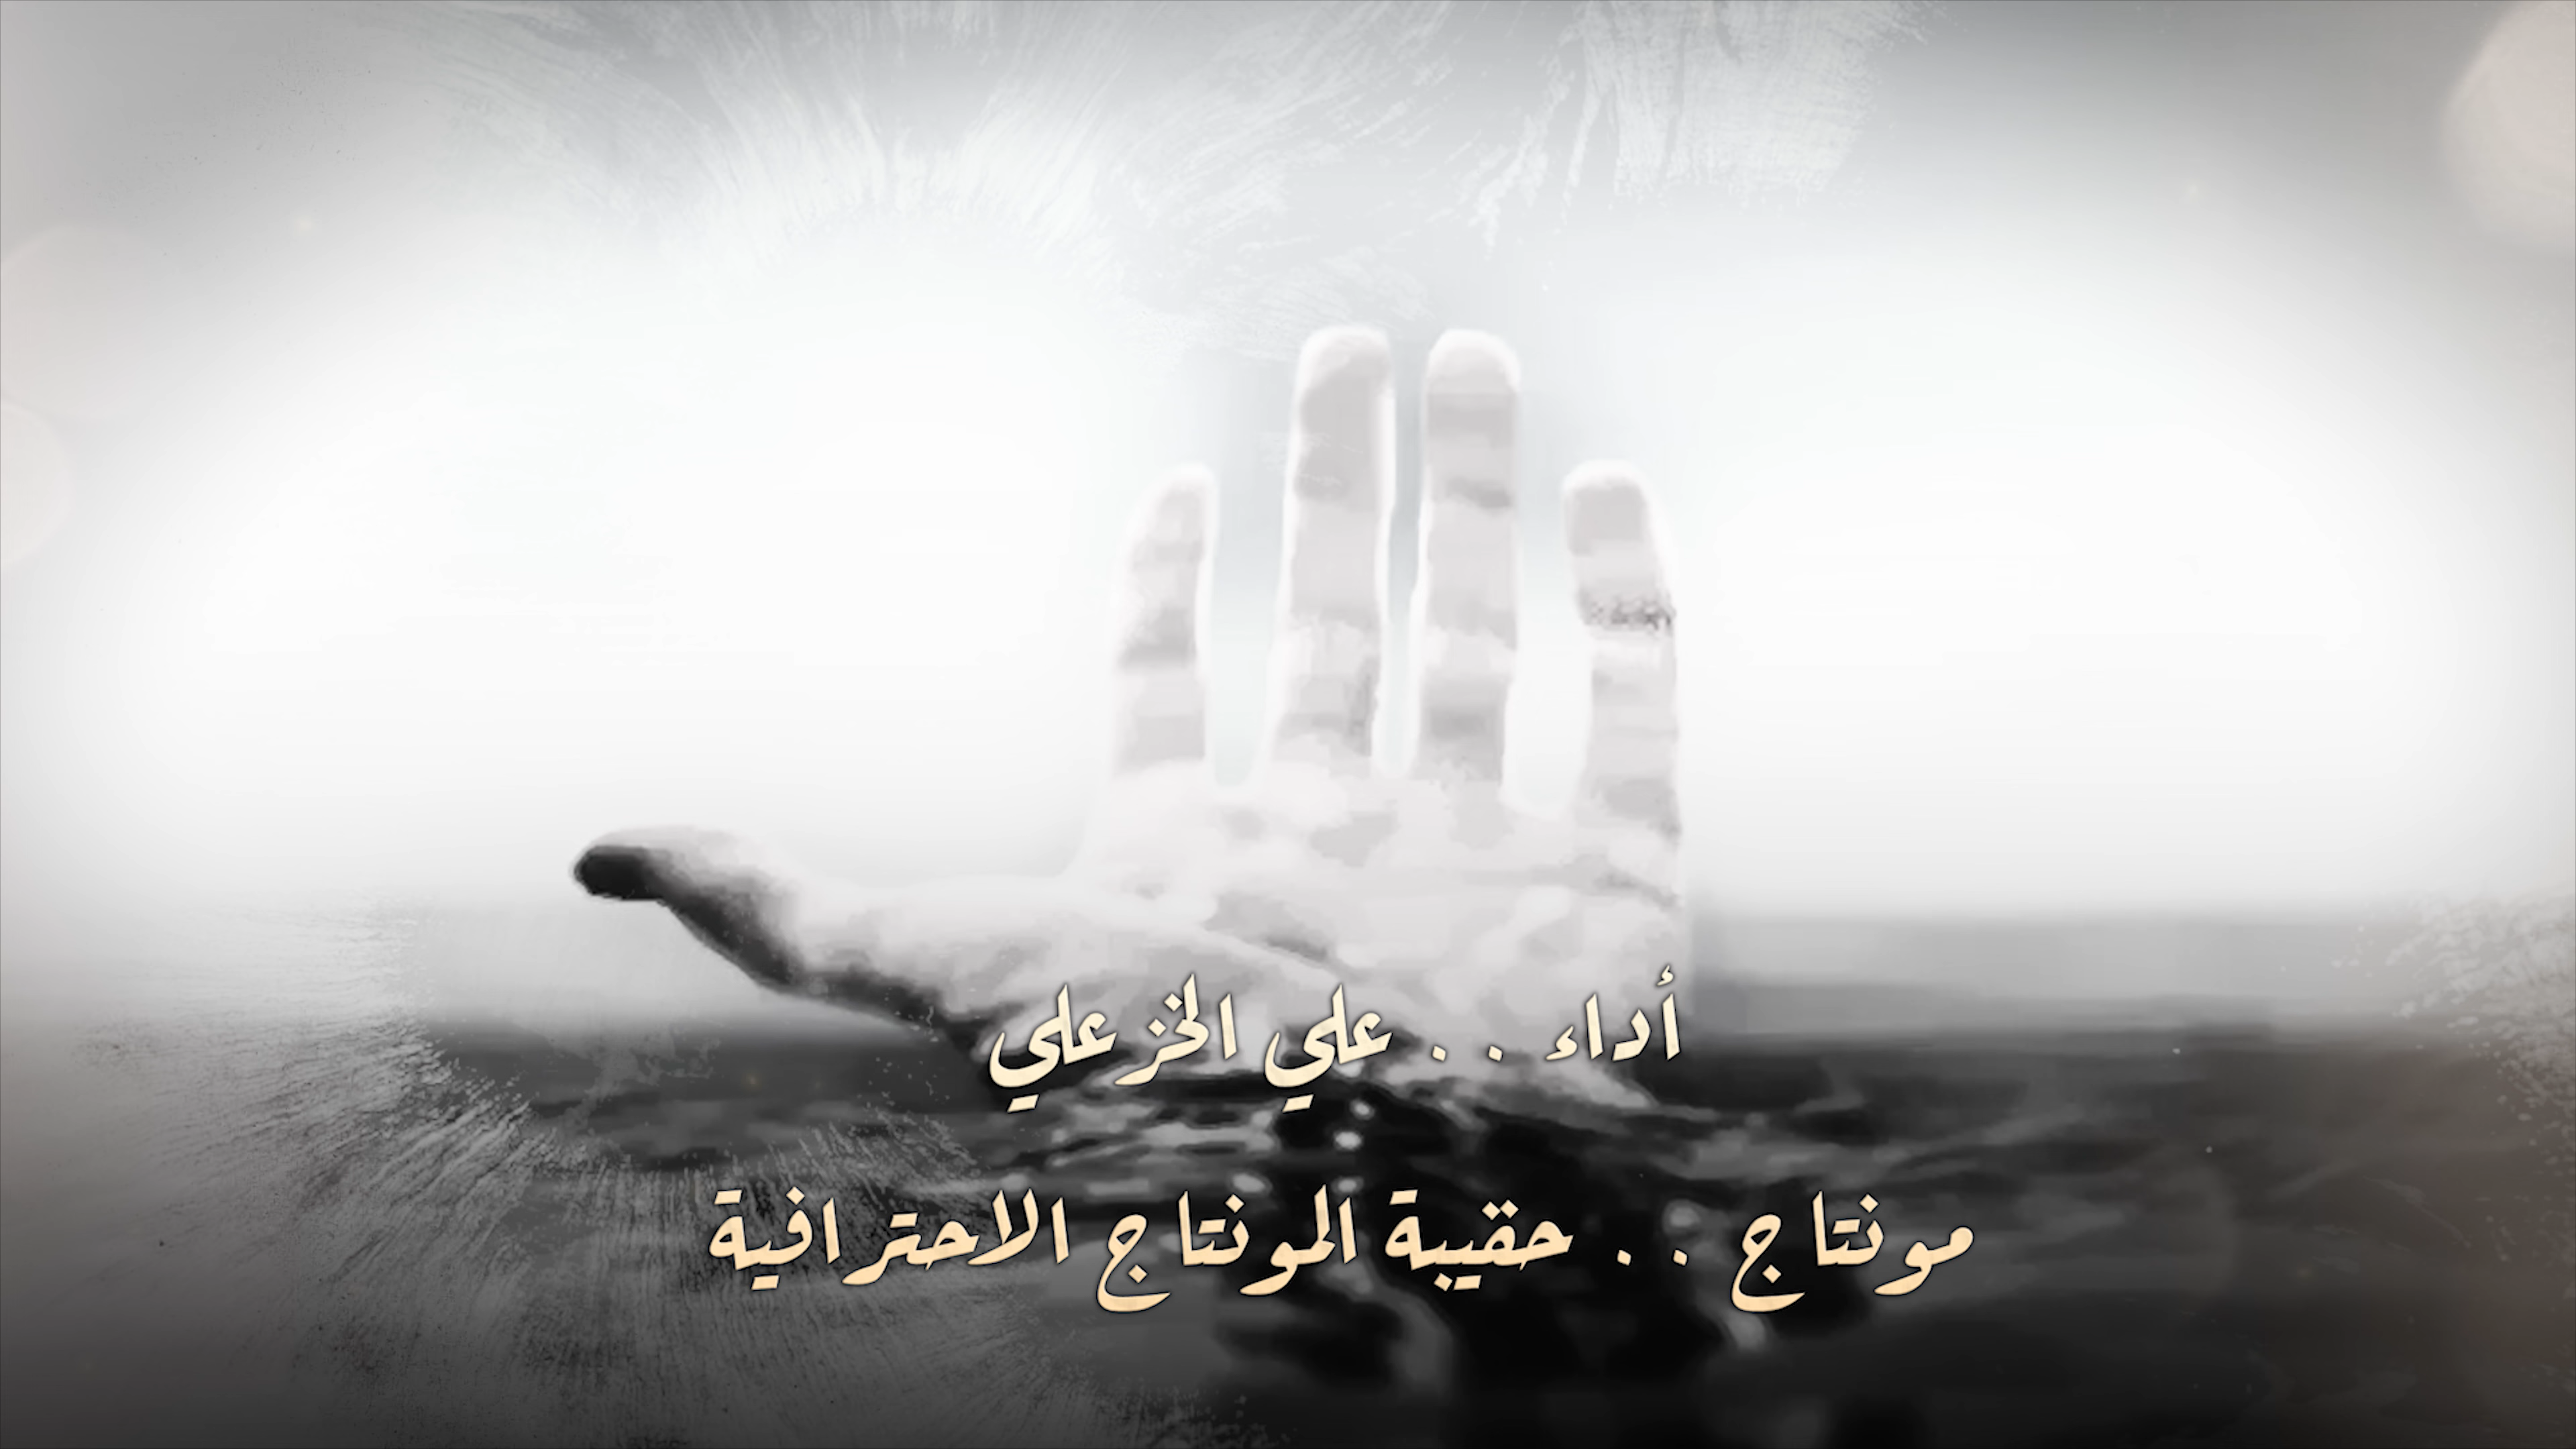 أداء . . علي الخزعلي
مونتاج . . حقيبة المونتاج الاحترافية